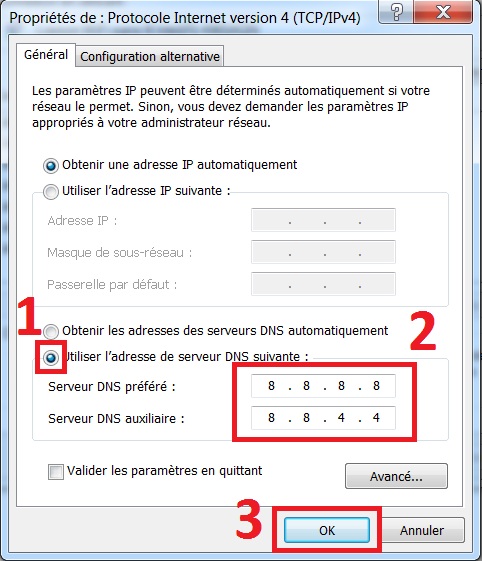 Propriétés de : Protocole Internet version 4 (TCP/IPv4)
Général
Configuration alternative
Les paramètres IP peuvent être déterminés automatiquement si votre
réseau le permet. Sinon, vous devez demander les paramètres IP
appropriés à votre administrateur réseau.
Obtenir une adresse IP automatiquement
Utiliser l'adresse IP suivante :
Adresse IP : . . .
Masque de sous-réseau : . . .
Passerelle par défaut : . . .
1
Obtenir les adresses des serveurs DNS automatiquement
2
Utiliser l'adresse de serveur DNS suivante :
Serveur DNS préféré : 8 . 8 . 8 . 8
Serveur DNS auxiliaire : 8 . 8 . 4 . 4
Valider les paramètres en quittant
Avancé...
3
OK
Annuler